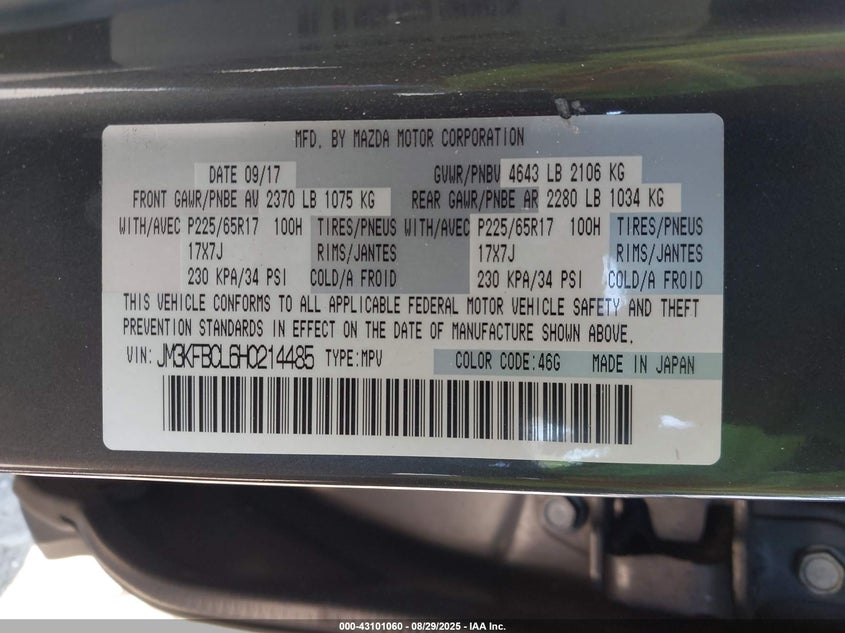 MFD. BY MAZDA MOTOR CORPORATION
DATE 09/17 GVWR/PNBV 4643 LB 2106 KG
FRONT GAWR/PNBE AV 2370 LB 1075 KG REAR GAWR/PNBE AR 2280 LB 1034 KG
WITH/AVEC P225/65R17 100H TIRES/PNEUS WITH/AVEC P225/65R17 100H TIRES/PNEUS
17X7J RIMS/JANTES 17X7J RIMS/JANTES
230 KPA/34 PSI COLD/A FROID 230 KPA/34 PSI COLD/A FROID
THIS VEHICLE CONFORMS TO ALL APPLICABLE FEDERAL MOTOR VEHICLE SAFETY AND THEFT
PREVENTION STANDARDS IN EFFECT ON THE DATE OF MANUFACTURE SHOWN ABOVE.
VIN: JM3KFBCL6H0214485 TYPE:MPV COLOR CODE:46G MADE IN JAPAN
000-43101060 - 08/29/2025 - IAA Inc.